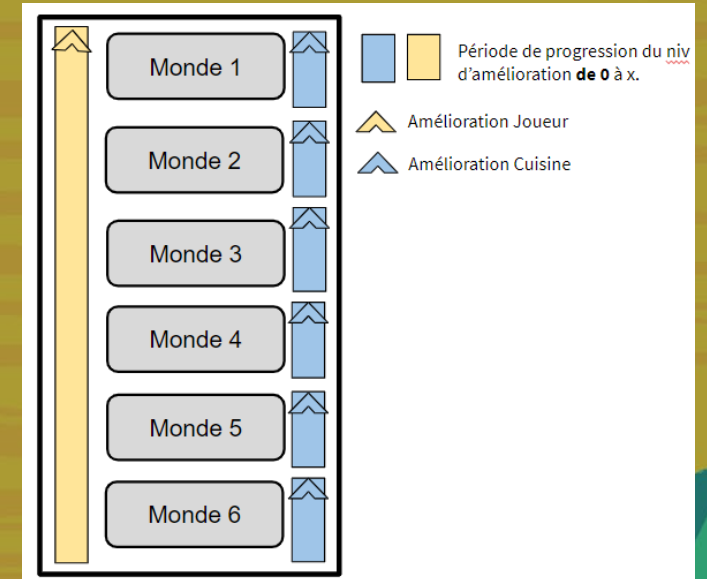 Monde 1
Monde 2
Monde 3
Monde 4
Monde 5
Monde 6
Période de progression du niv
d'amélioration de 0 à x.
Amélioration Joueur
Amélioration Cuisine